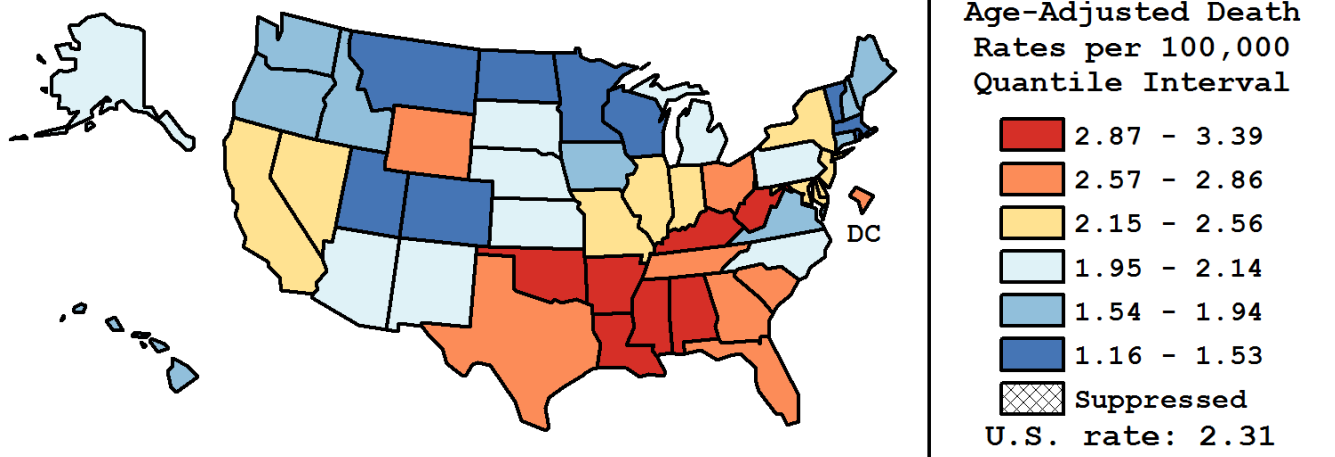 DC
Age-Adjusted Death
Rates per 100,000
Quantile Interval
2.87 - 3.39
2.57 - 2.86
2.15 - 2.56
1.95 - 2.14
1.54 - 1.94
1.16 - 1.53
Suppressed
U.S. rate: 2.31